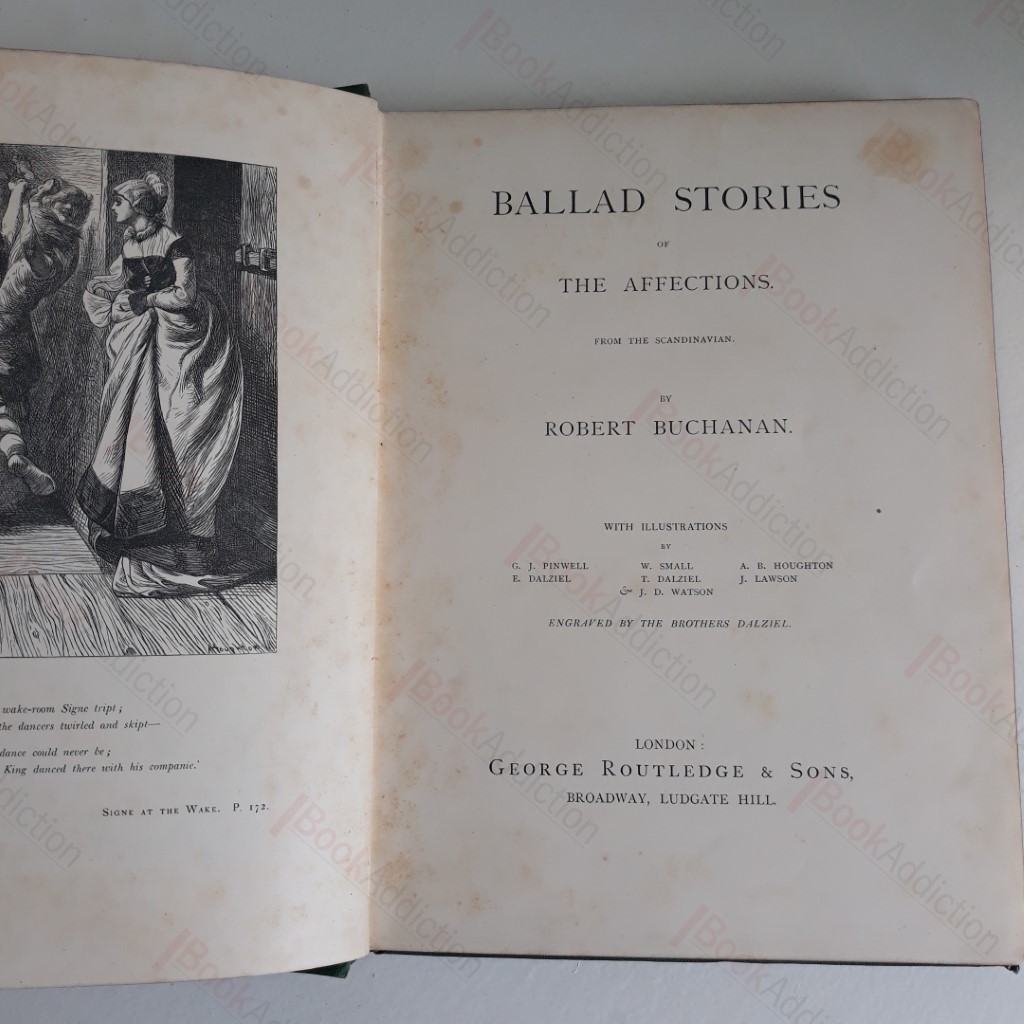 wake-room Signe tript;
the dancers twirled and skipt—
dance could never be;
King danced there with his companie.'
SIGNE AT THE WAKE. P. 172.
BALLAD STORIES
OF
THE AFFECTIONS.
FROM THE SCANDINAVIAN.
BY
ROBERT BUCHANAN.
WITH ILLUSTRATIONS
BY
G. J. PINWELL W. SMALL A. B. HOUGHTON
E. DALZIEL T. DALZIEL J. LAWSON
& J. D. WATSON
ENGRAVED BY THE BROTHERS DALZIEL.
LONDON:
GEORGE ROUTLEDGE & SONS,
BROADWAY, LUDGATE HILL.
BookAddiction